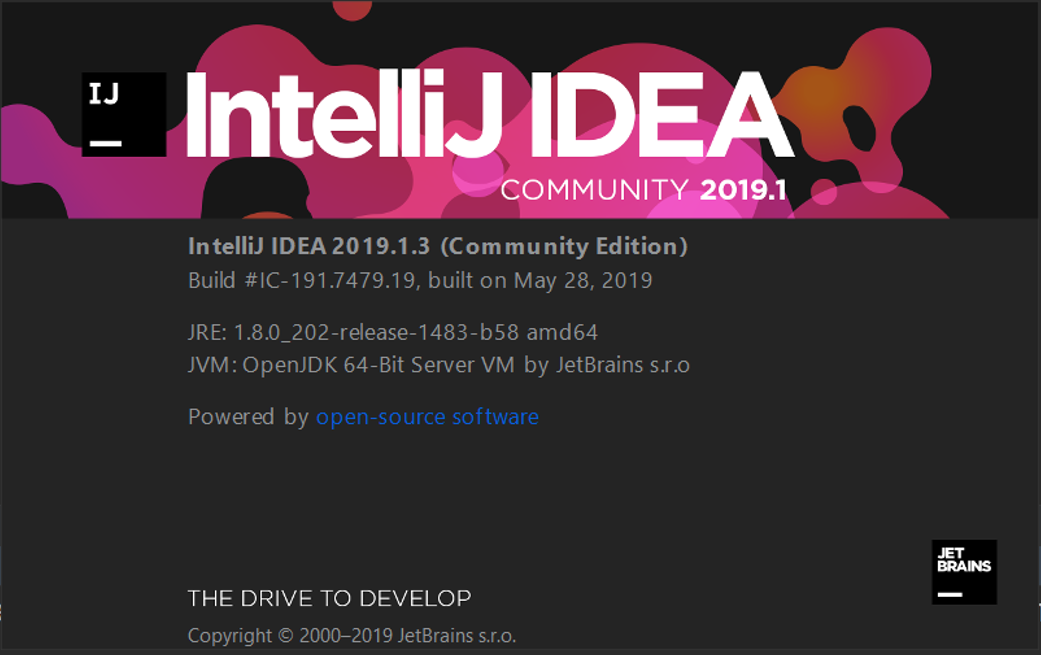 IJ
IntelliJ IDEA
COMMUNITY 2019.1
IntelliJ IDEA 2019.1.3 (Community Edition)
Build #IC-191.7479.19, built on May 28, 2019
JRE: 1.8.0_202-release-1483-b58 amd64
JVM: OpenJDK 64-Bit Server VM by JetBrains s.r.o
Powered by open-source software
JET
BRAINS
THE DRIVE TO DEVELOP
Copyright © 2000–2019 JetBrains s.r.o.